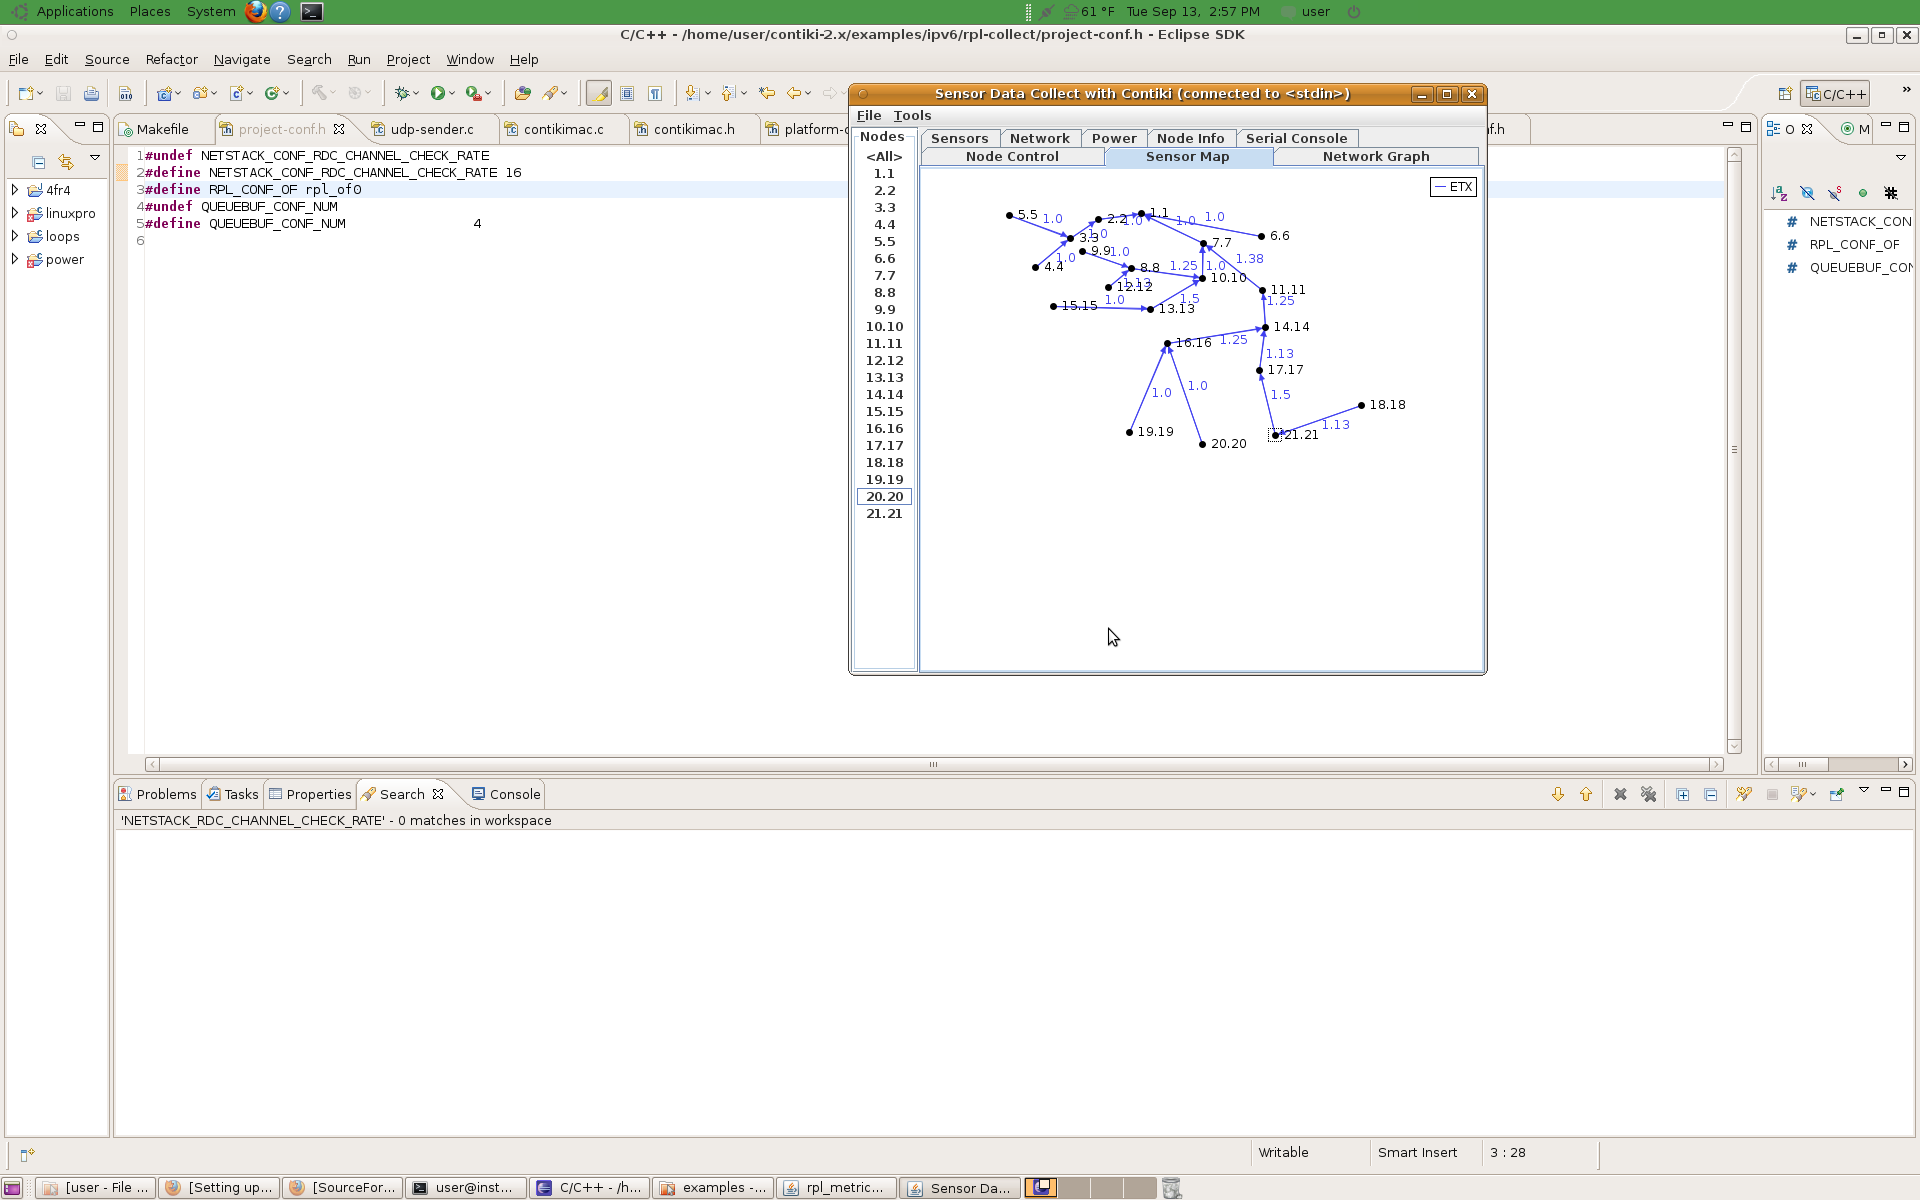 Applications Places System 61 °F Tue Sep 13, 2:57 PM user
C/C++ - /home/user/contiki-2.x/examples/ipv6/rpl-collect/project-conf.h - Eclipse SDK
File Edit Source Refactor Navigate Search Run Project Window Help
C/C++
Makefile project-conf.h udp-sender.c contikimac.c contikimac.h platform-c nf.h O M
1 #undef NETSTACK_CONF_RDC_CHANNEL_CHECK_RATE
2 #define NETSTACK_CONF_RDC_CHANNEL_CHECK_RATE 16
3 #define RPL_CONF_OF rpl_of0
4 #undef QUEUEBUF_CONF_NUM
5 #define QUEUEBUF_CONF_NUM 4
6
4fr4
linuxpro
loops
power
NETSTACK_CON
RPL_CONF_OF
QUEUEBUF_CON
Sensor Data Collect with Contiki (connected to <stdin>)
File Tools
Nodes
<All>
1.1
2.2
3.3
4.4
5.5
6.6
7.7
8.8
9.9
10.10
11.11
12.12
13.13
14.14
15.15
16.16
17.17
18.18
19.19
20.20
21.21
Sensors Network Power Node Info Serial Console
Node Control Sensor Map Network Graph
ETX
5.5 1.0 2.2 1.0 1.1 1.0 1.0
3.3 1.0 7.7 6.6
9.9 1.0
4.4 1.0 8.8 1.25 1.0 1.38
12.12 1.13 10.10
15.15 1.0 13.13 1.5 11.11 1.25
14.14
16.16 1.25
1.13
17.17
1.0 1.0 1.5
18.18
1.13
19.19 20.20 21.21
Problems Tasks Properties Search Console
'NETSTACK_RDC_CHANNEL_CHECK_RATE' - 0 matches in workspace
Writable Smart Insert 3 : 28
[user - File ... [Setting up... [SourceFor... user@inst... C/C++ - /h... examples -... rpl_metric... Sensor Da...